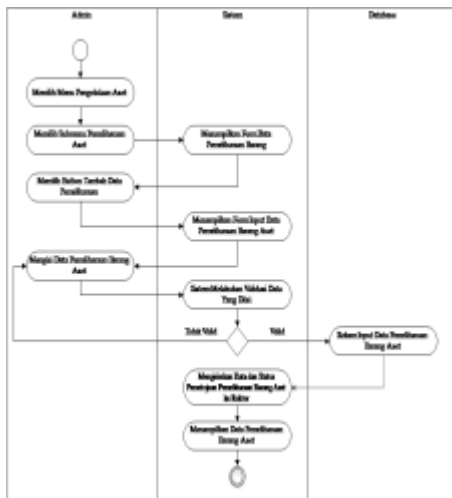 Admin
Sistem
Database
Memilih Menu Pengelolaan Aset
Memilih Submenu Pemeliharaan
Aset
Menampilkan Form Data
Pemeliharaan Barang
Memilih Button Tambah Data
Pemeliharaan
Menampilkan Form Input Data
Pemeliharaan Barang Aset
Mengisi Data Pemeliharaan Barang
Aset
Sistem Melakukan Validasi Data
Yang Diisi
Tidak Valid
Valid
Rekam Input Data Pemeliharaan
Barang Aset
Mengirimkan Data dan Status
Persetujuan Pemeliharaan Barang Aset
ke Rektor
Menampilkan Data Pemeliharaan
Barang Aset